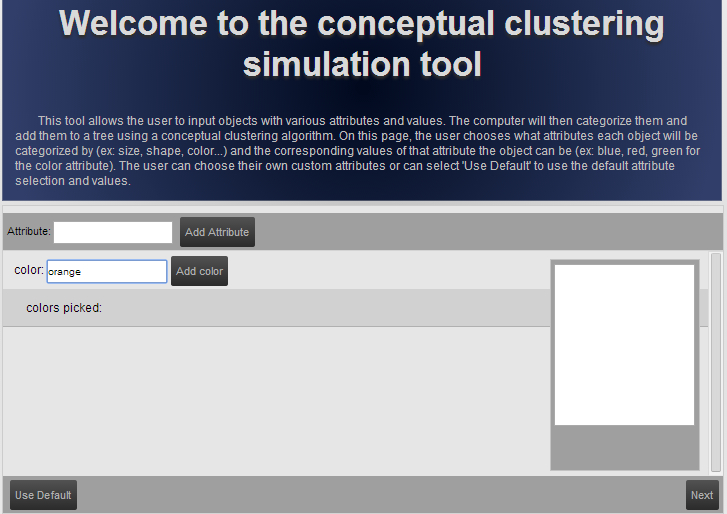 Welcome to the conceptual clustering
simulation tool
This tool allows the user to input objects with various attributes and values. The computer will then categorize them and
add them to a tree using a conceptual clustering algorithm. On this page, the user chooses what attributes each object will be
categorized by (ex: size, shape, color...) and the corresponding values of that attribute the object can be (ex: blue, red, green for
the color attribute). The user can choose their own custom attributes or can select 'Use Default' to use the default attribute
selection and values.
Attribute: Add Attribute
color: orange Add color
colors picked:
Use Default Next